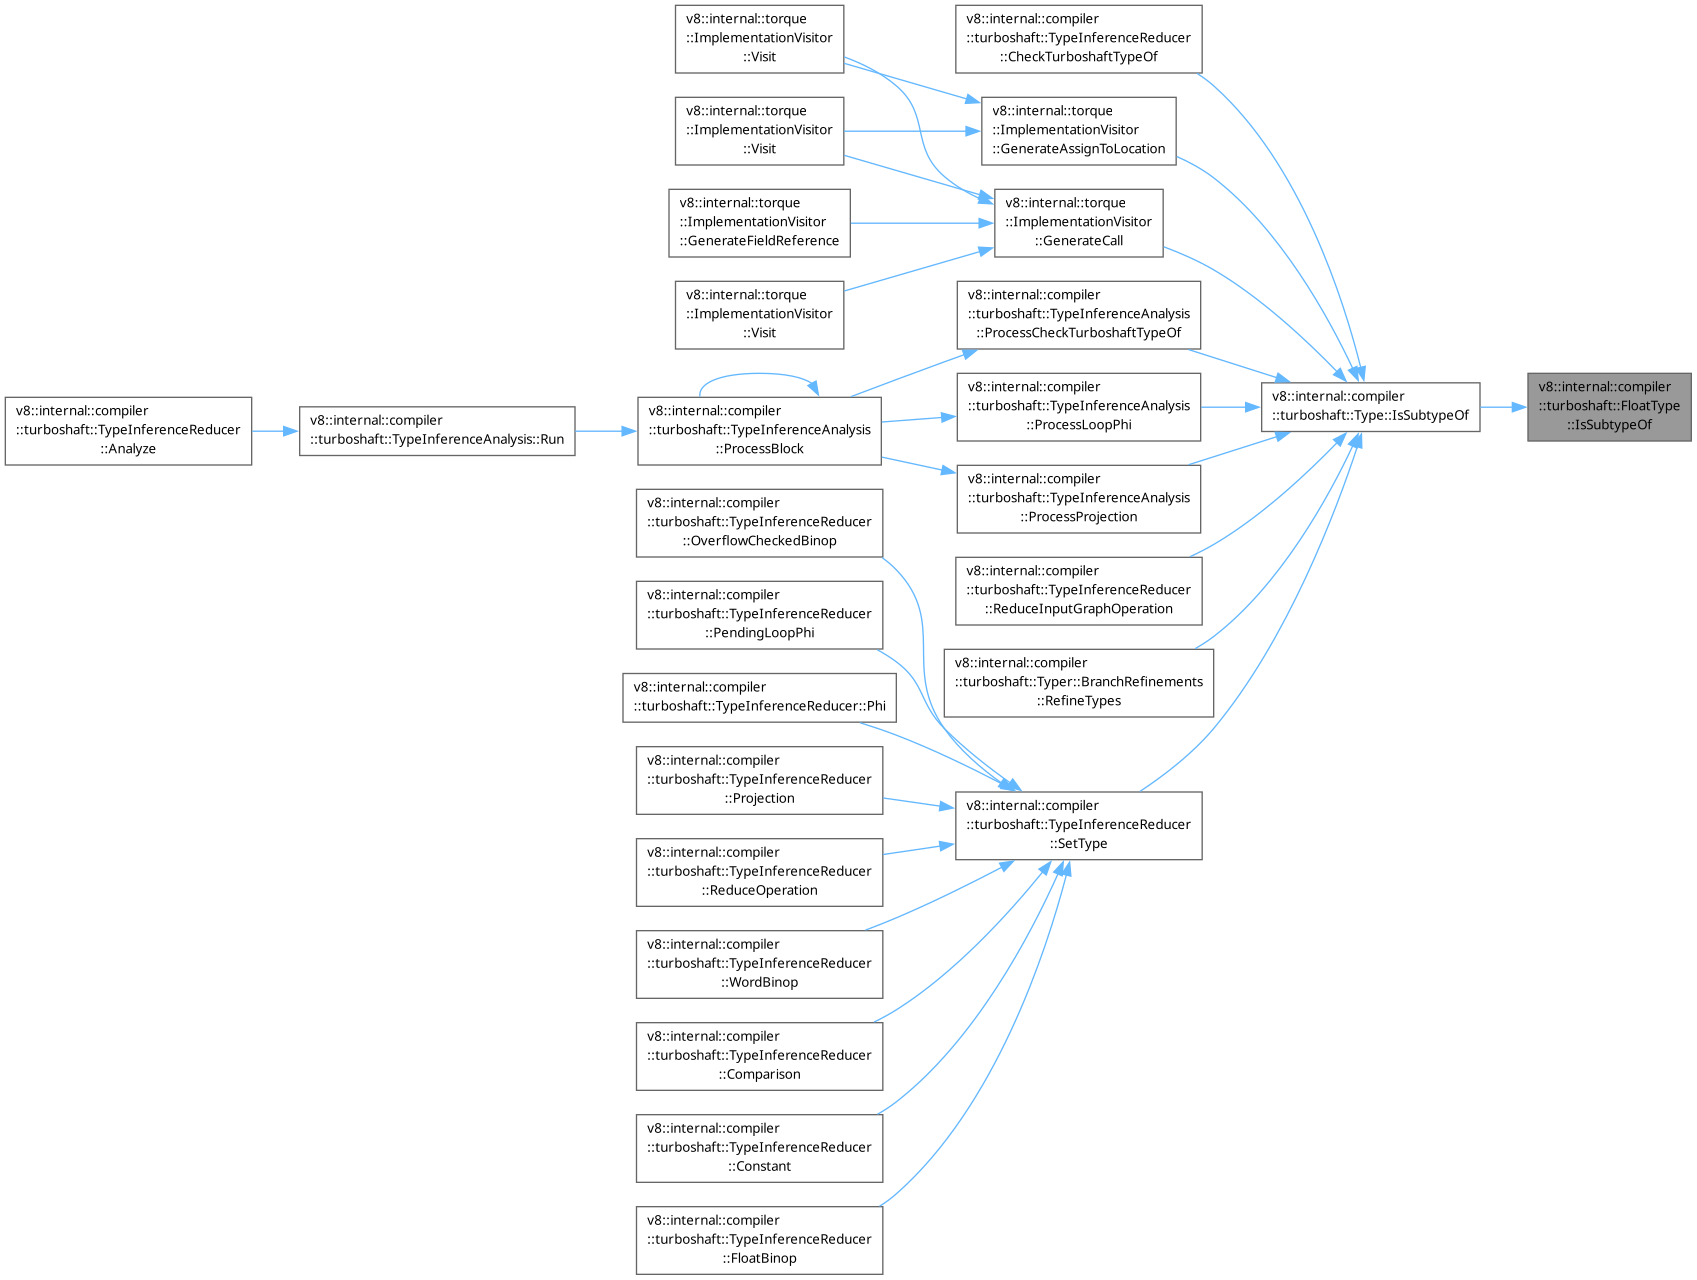 v8::internal::torque
::ImplementationVisitor
::Visit
v8::internal::compiler
::turboshaft::TypeInferenceReducer
::CheckTurboshaftTypeOf
v8::internal::torque
::ImplementationVisitor
::Visit
v8::internal::torque
::ImplementationVisitor
::GenerateAssignToLocation
v8::internal::torque
::ImplementationVisitor
::GenerateFieldReference
v8::internal::torque
::ImplementationVisitor
::GenerateCall
v8::internal::torque
::ImplementationVisitor
::Visit
v8::internal::compiler
::turboshaft::TypeInferenceAnalysis
::ProcessCheckTurboshaftTypeOf
v8::internal::compiler
::turboshaft::TypeInferenceReducer
::Analyze
v8::internal::compiler
::turboshaft::TypeInferenceAnalysis::Run
v8::internal::compiler
::turboshaft::TypeInferenceAnalysis
::ProcessBlock
v8::internal::compiler
::turboshaft::TypeInferenceAnalysis
::ProcessLoopPhi
v8::internal::compiler
::turboshaft::Type::IsSubtypeOf
v8::internal::compiler
::turboshaft::FloatType
::IsSubtypeOf
v8::internal::compiler
::turboshaft::TypeInferenceAnalysis
::ProcessProjection
v8::internal::compiler
::turboshaft::TypeInferenceReducer
::OverflowCheckedBinop
v8::internal::compiler
::turboshaft::TypeInferenceReducer
::ReduceInputGraphOperation
v8::internal::compiler
::turboshaft::TypeInferenceReducer
::PendingLoopPhi
v8::internal::compiler
::turboshaft::Typer::BranchRefinements
::RefineTypes
v8::internal::compiler
::turboshaft::TypeInferenceReducer::Phi
v8::internal::compiler
::turboshaft::TypeInferenceReducer
::Projection
v8::internal::compiler
::turboshaft::TypeInferenceReducer
::SetType
v8::internal::compiler
::turboshaft::TypeInferenceReducer
::ReduceOperation
v8::internal::compiler
::turboshaft::TypeInferenceReducer
::WordBinop
v8::internal::compiler
::turboshaft::TypeInferenceReducer
::Comparison
v8::internal::compiler
::turboshaft::TypeInferenceReducer
::Constant
v8::internal::compiler
::turboshaft::TypeInferenceReducer
::FloatBinop